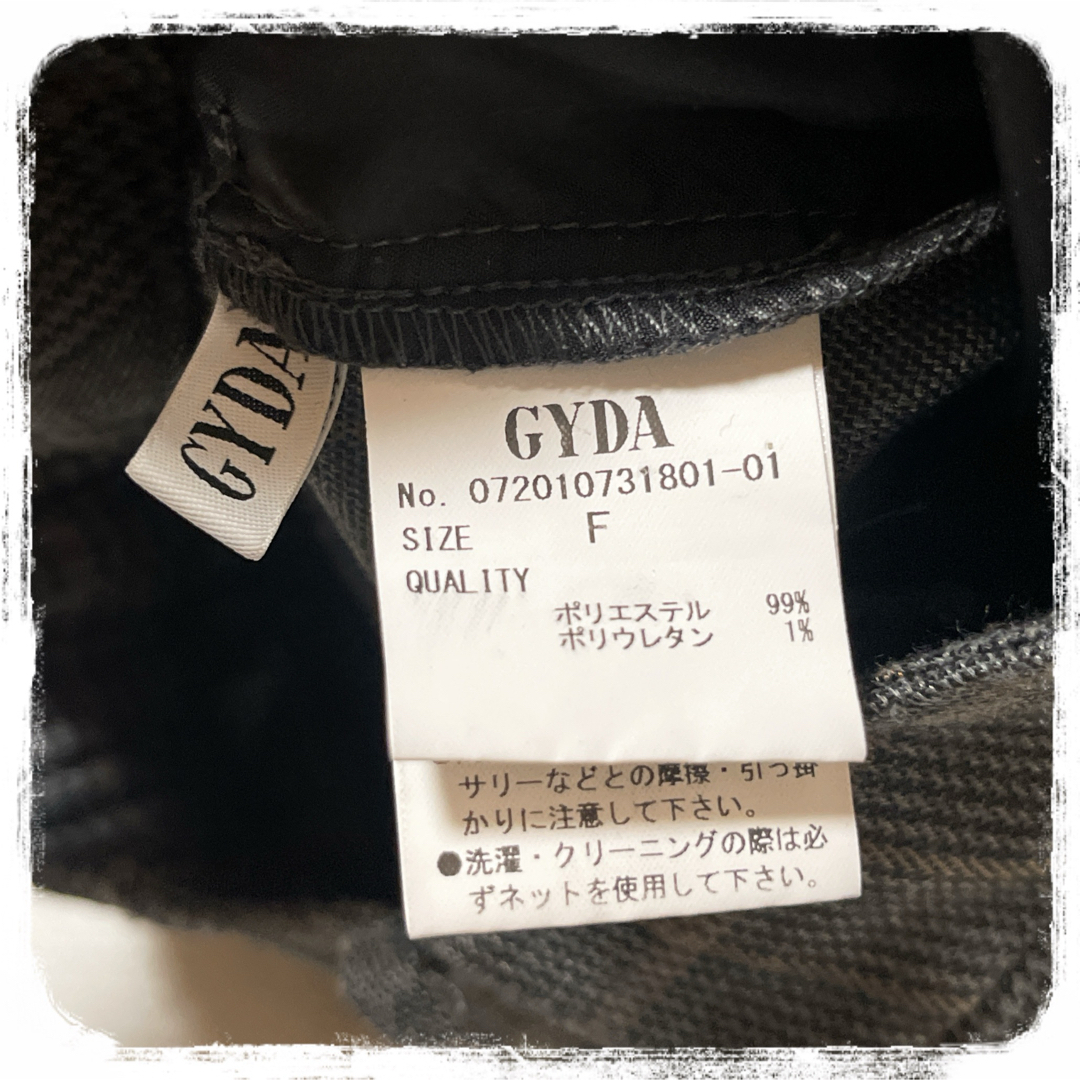 GYDA
GYDA
No. 072010731801-01
SIZE F
QUALITY
ポリエステル 99%
ポリウレタン 1%
サリーなどとの摩擦・引っ掛
かりに注意して下さい。
●洗濯・クリーニングの際は必
ずネットを使用して下さい。